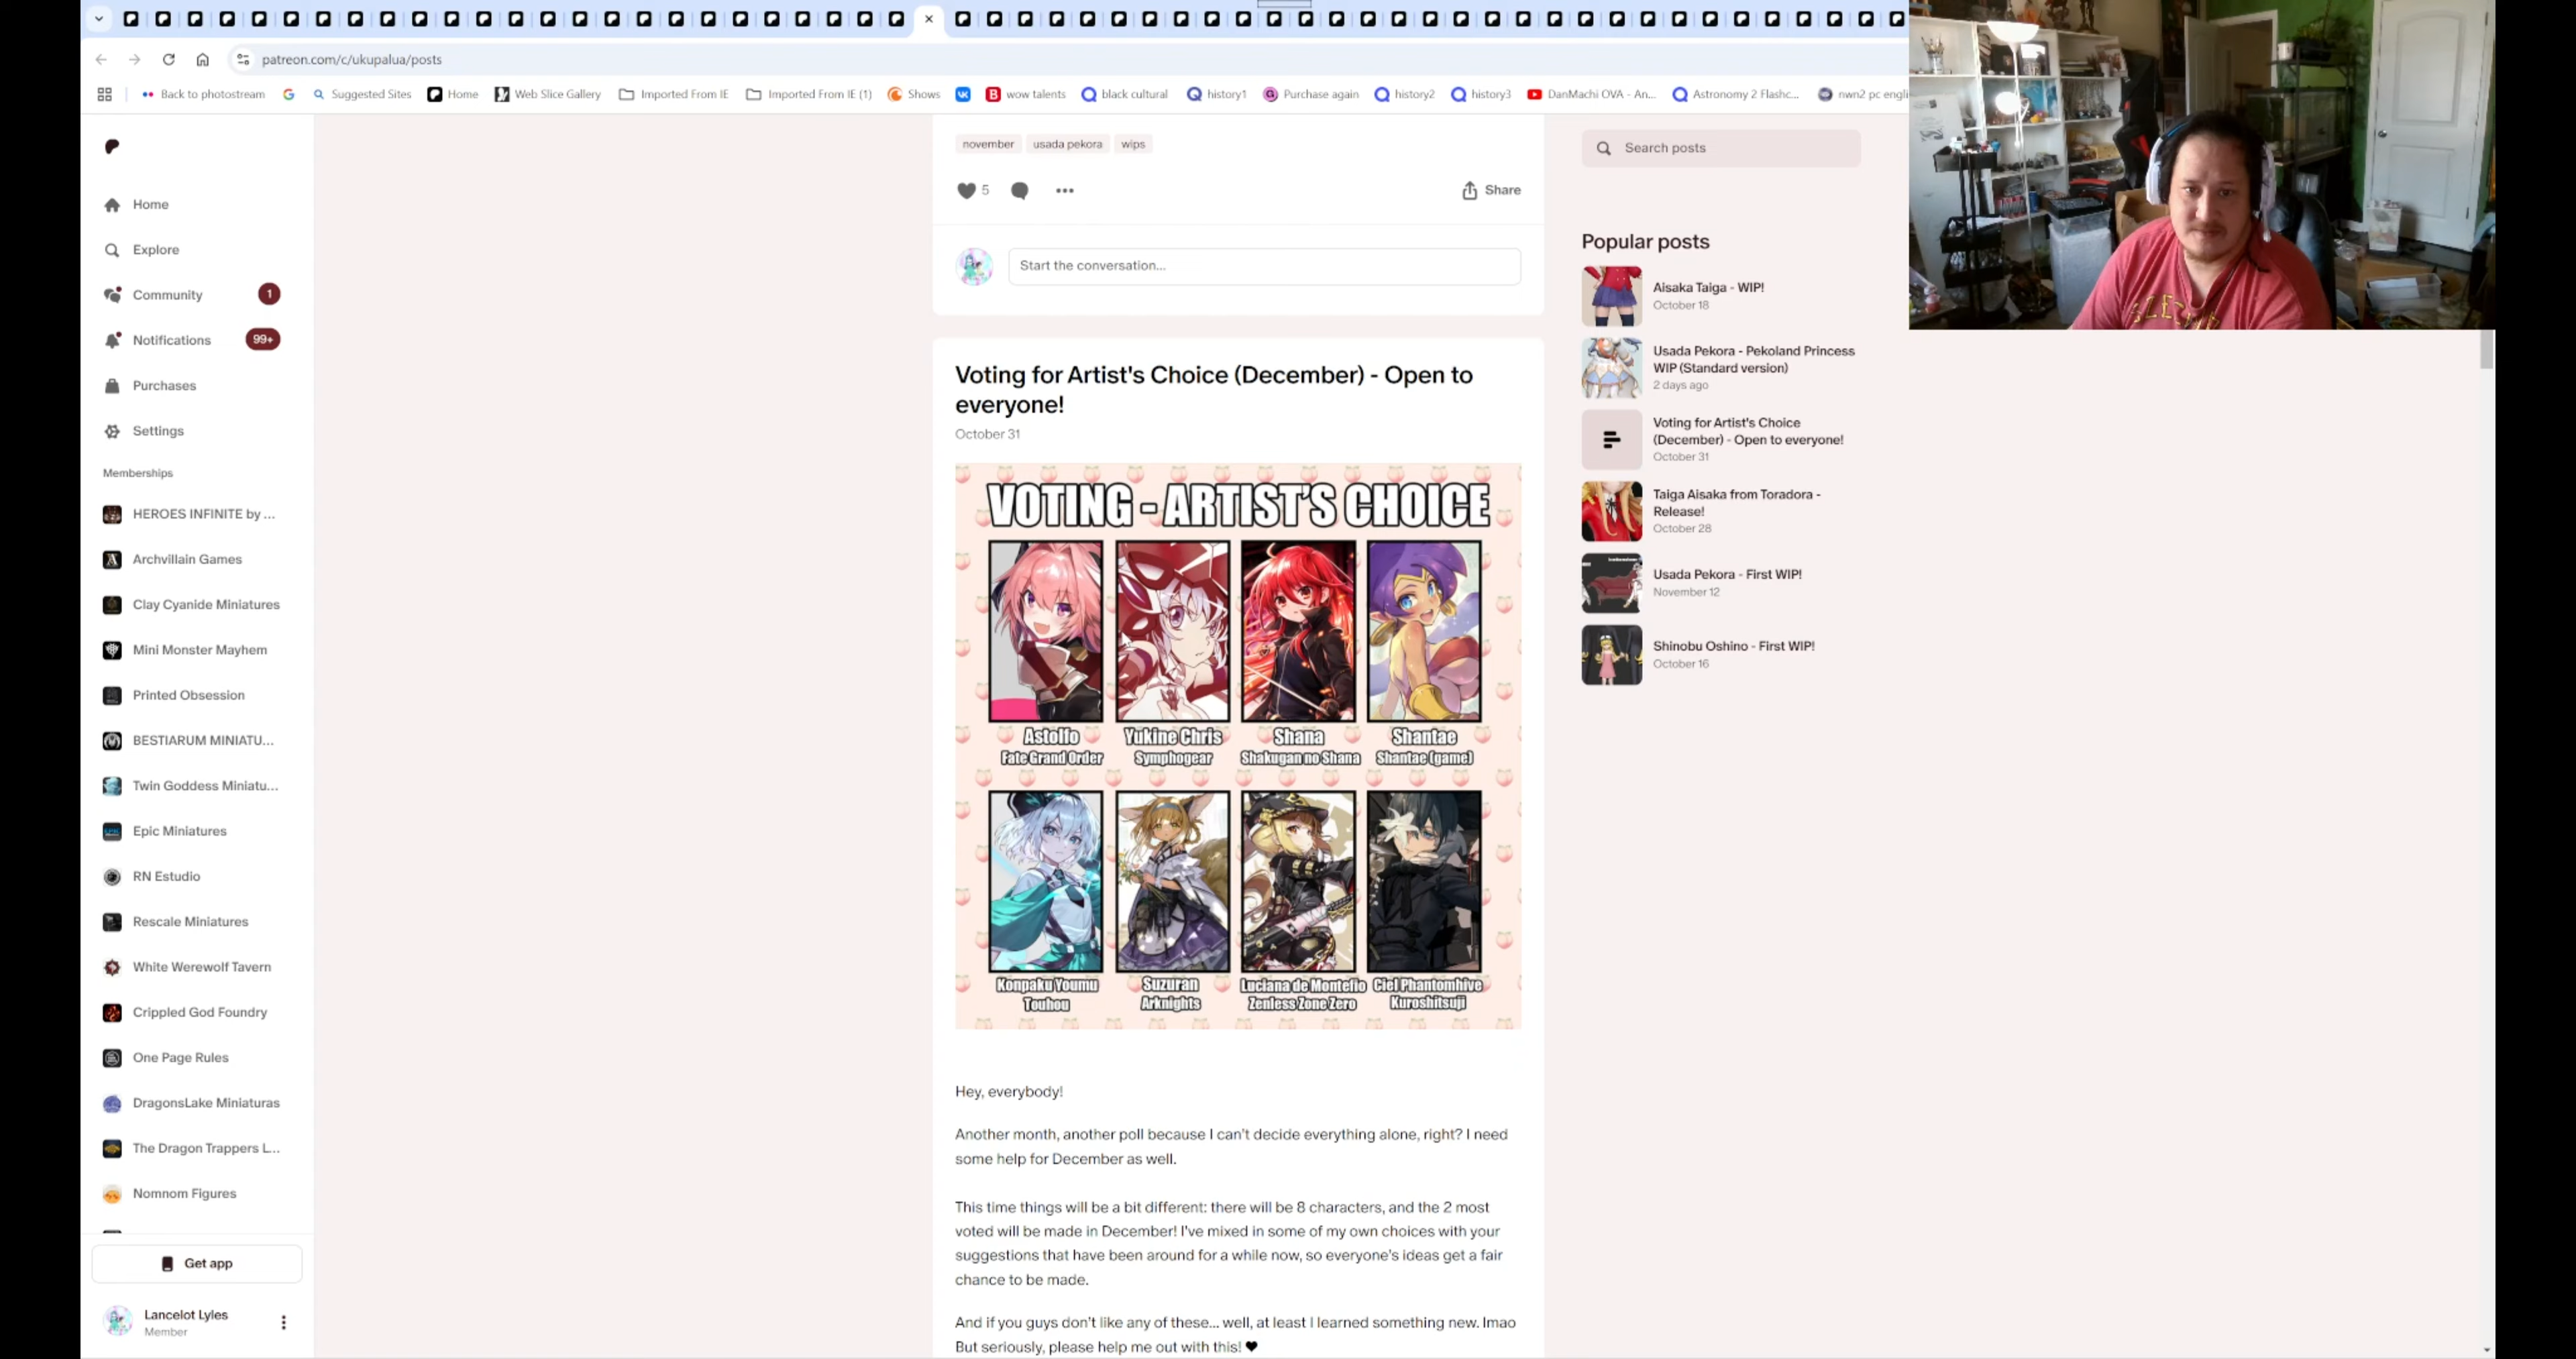 patreon.com/c/ukupalua/posts
Back to photostream
Suggested Sites
Home
Web Slice Gallery
Imported From IE
Imported From IE (1)
Shows
wow talents
black cultural
history1
Purchase again
history2
history3
DanMachi OVA - An...
Astronomy 2 Flashc...
nwn2 pc engli
Home
Explore
Community 1
Notifications 99+
Purchases
Settings
Memberships
HEROES INFINITE by ...
Archvillain Games
Clay Cyanide Miniatures
Mini Monster Mayhem
Printed Obsession
BESTIARUM MINIATU...
Twin Goddess Miniatu...
Epic Miniatures
RN Estudio
Rescale Miniatures
White Werewolf Tavern
Crippled God Foundry
One Page Rules
DragonsLake Miniaturas
The Dragon Trappers L...
Nomnom Figures
Get app
Lancelot Lyles
Member
november usada pekora wips
5
Share
Start the conversation...
Voting for Artist's Choice (December) - Open to
everyone!
October 31
VOTING - ARTIST'S CHOICE
Astolfo
Fate Grand Order
Yukine Chris
Symphogear
Shana
Shakugan no Shana
Shantae
Shantae (game)
Konpaku Youmu
Touhou
Suzuran
Arknights
Luciana de Montefio
Zenless Zone Zero
Ciel Phantomhive
Kuroshitsuji
Hey, everybody!
Another month, another poll because I can't decide everything alone, right? I need
some help for December as well.
This time things will be a bit different: there will be 8 characters, and the 2 most
voted will be made in December! I've mixed in some of my own choices with your
suggestions that have been around for a while now, so everyone's ideas get a fair
chance to be made.
And if you guys don't like any of these... well, at least I learned something new. lmao
But seriously, please help me out with this! ♥
Search posts
Popular posts
Aisaka Taiga - WIP!
October 18
Usada Pekora - Pekoland Princess
WIP (Standard version)
2 days ago
Voting for Artist's Choice
(December) - Open to everyone!
October 31
Taiga Aisaka from Toradora -
Release!
October 28
Usada Pekora - First WIP!
November 12
Shinobu Oshino - First WIP!
October 16